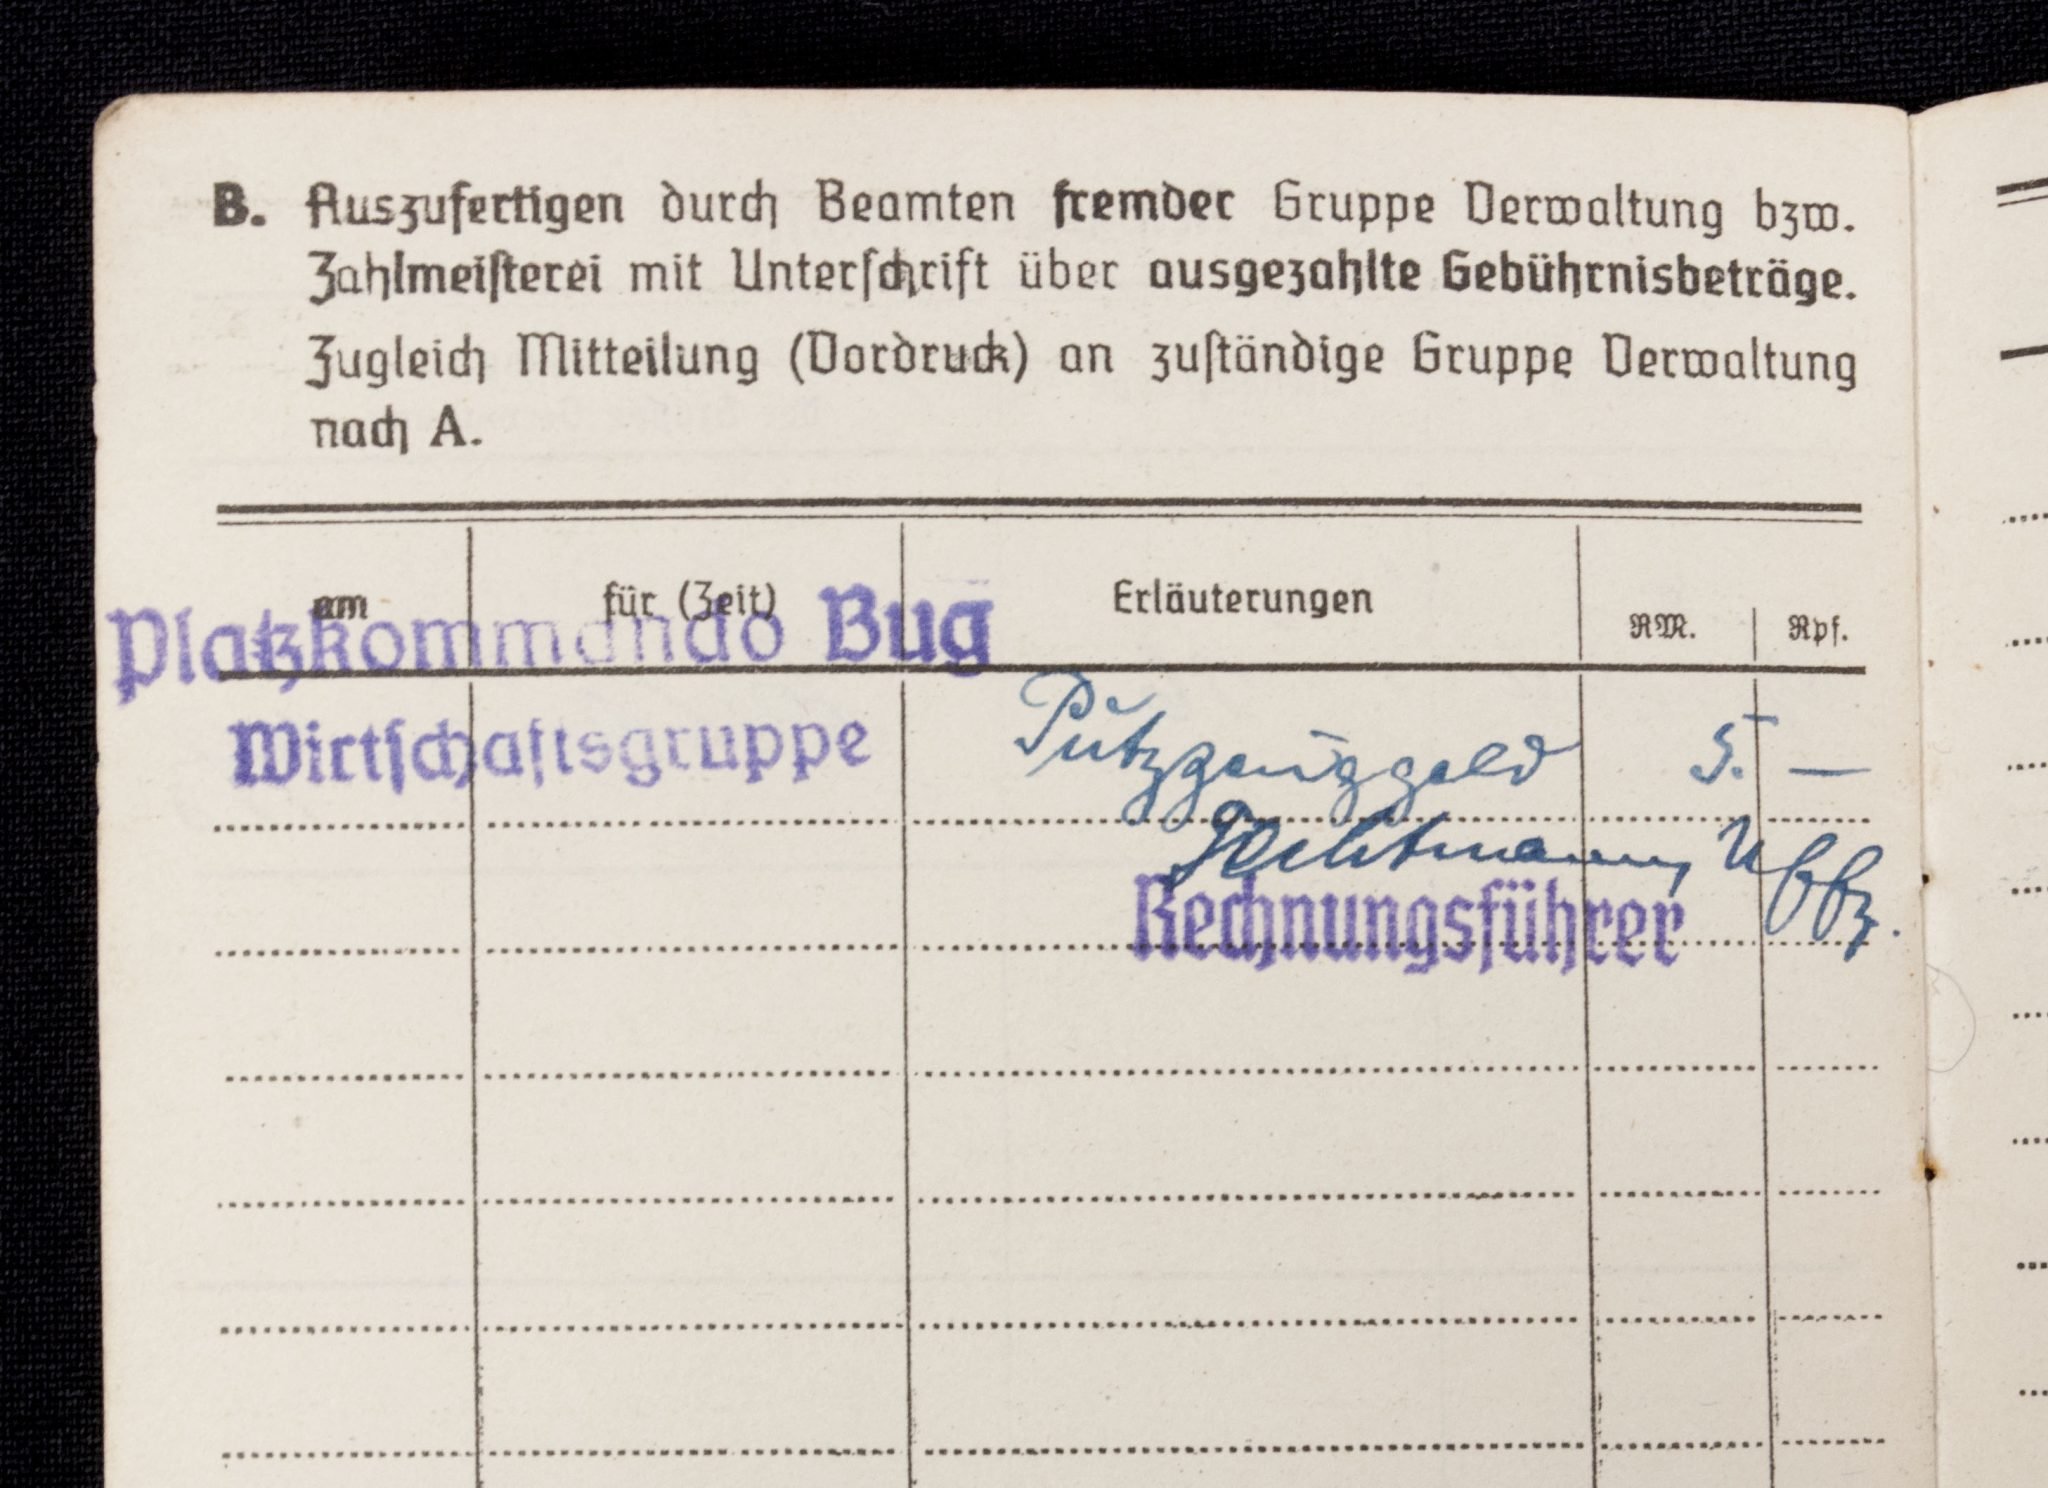 B. Auszufertigen durch Beamten fremder Gruppe Verwaltung bzw.
Zahlmeisterei mit Unterschrift über ausgezahlte Gebührnisbeträge.
Zugleich Mitteilung (Vordruck) an zuständige Gruppe Verwaltung
nach A.
am für (Zeit) Erläuterungen RM. Rpf.
Platzkommando Bug
Wirtschaftsgruppe
Putzzeuggeld 5. —
Uffz.
Rechnungsführer